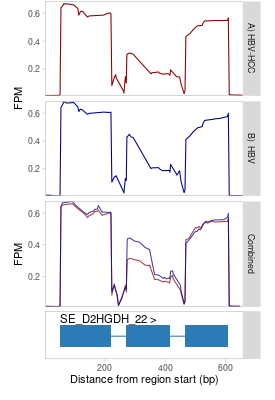 0.6
0.4
0.2
FPM
A) HBV-HCC
0.6
0.4
0.2
B) HBV
0.6
0.4
0.2
FPM
Combined
SE_D2HGDH_22 >
200
400
600
Distance from region start (bp)